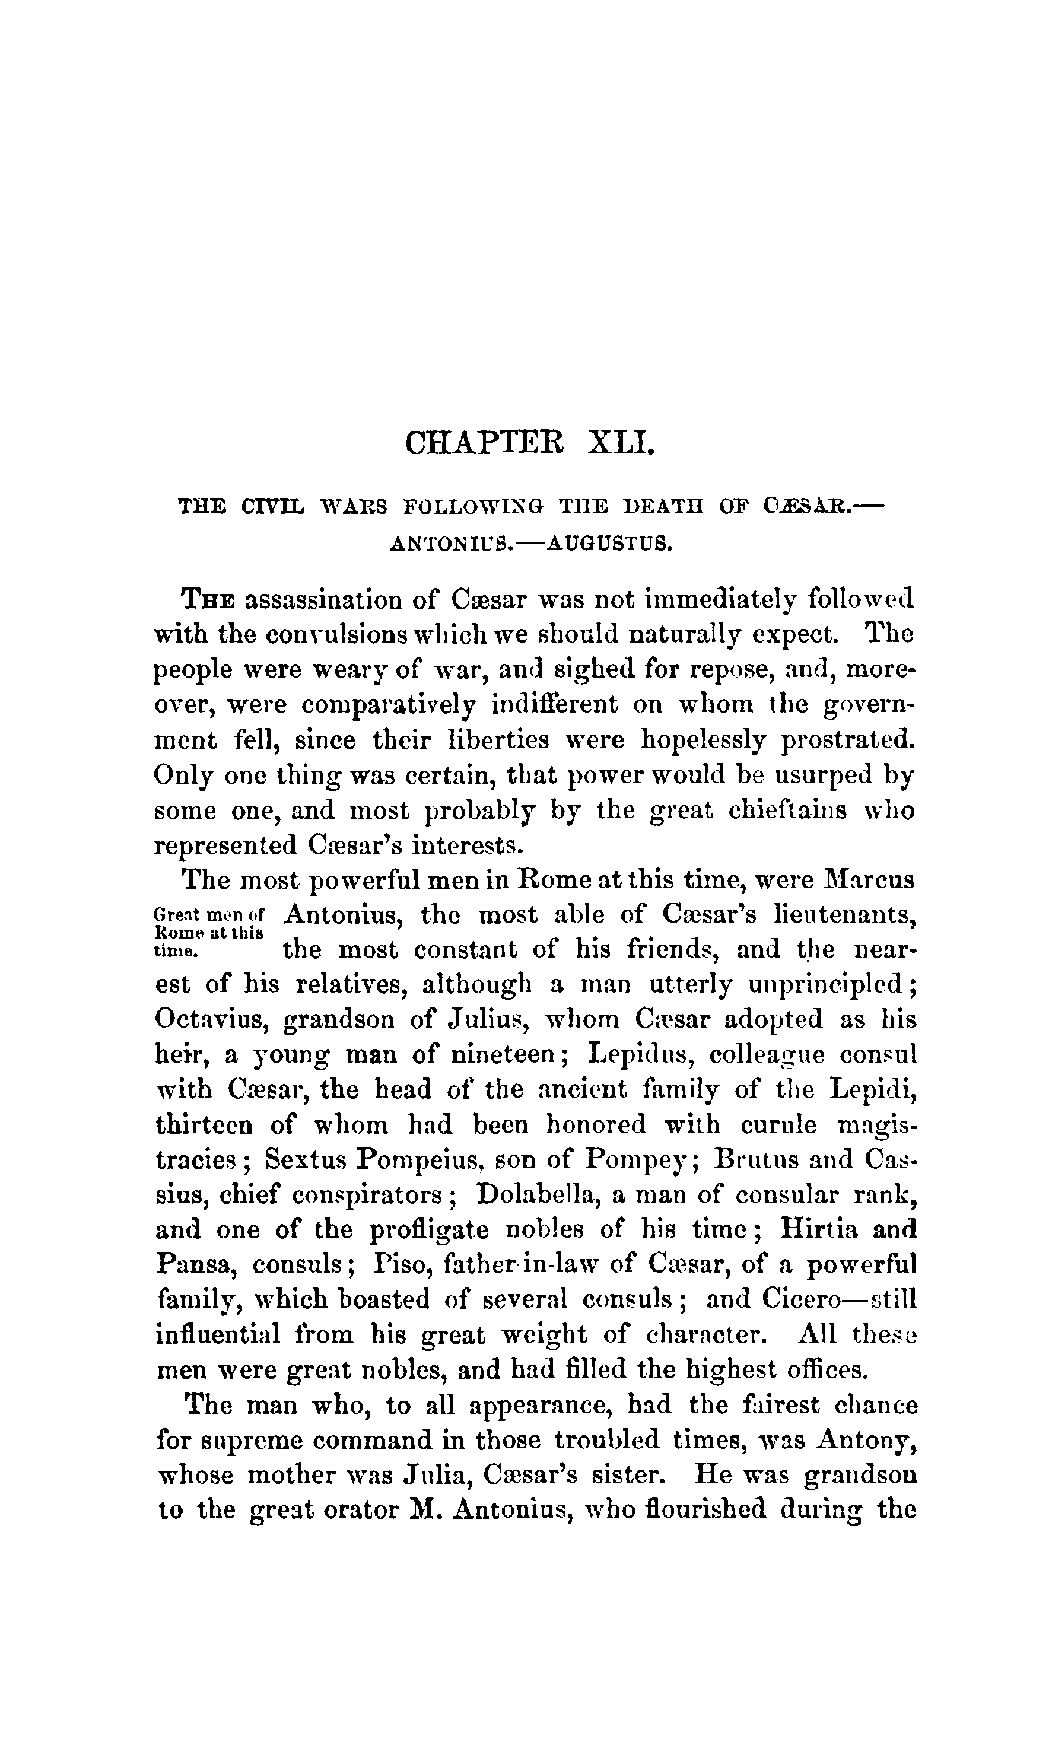 CHAPTER XLI.
THE CIVIL WARS FOLLOWING THE DEATH OF CÆSAR.—
ANTONIUS.—AUGUSTUS.
THE assassination of Cæsar was not immediately followed
with the convulsions which we should naturally expect. The
people were weary of war, and sighed for repose, and, more-
over, were comparatively indifferent on whom the govern-
ment fell, since their liberties were hopelessly prostrated.
Only one thing was certain, that power would be usurped by
some one, and most probably by the great chieftains who
represented Cæsar's interests.
The most powerful men in Rome at this time, were Marcus
Great men of
Rome at this
time.
Antonius, the most able of Cæsar's lieutenants,
the most constant of his friends, and the near-
est of his relatives, although a man utterly unprincipled;
Octavius, grandson of Julius, whom Cæsar adopted as his
heir, a young man of nineteen; Lepidus, colleague consul
with Cæsar, the head of the ancient family of the Lepidi,
thirteen of whom had been honored with curule magis-
tracies; Sextus Pompeius, son of Pompey; Brutus and Cas-
sius, chief conspirators; Dolabella, a man of consular rank,
and one of the profligate nobles of his time; Hirtia and
Pansa, consuls; Piso, father-in-law of Cæsar, of a powerful
family, which boasted of several consuls; and Cicero—still
influential from his great weight of character. All these
men were great nobles, and had filled the highest offices.
The man who, to all appearance, had the fairest chance
for supreme command in those troubled times, was Antony,
whose mother was Julia, Cæsar's sister. He was grandson
to the great orator M. Antonius, who flourished during the